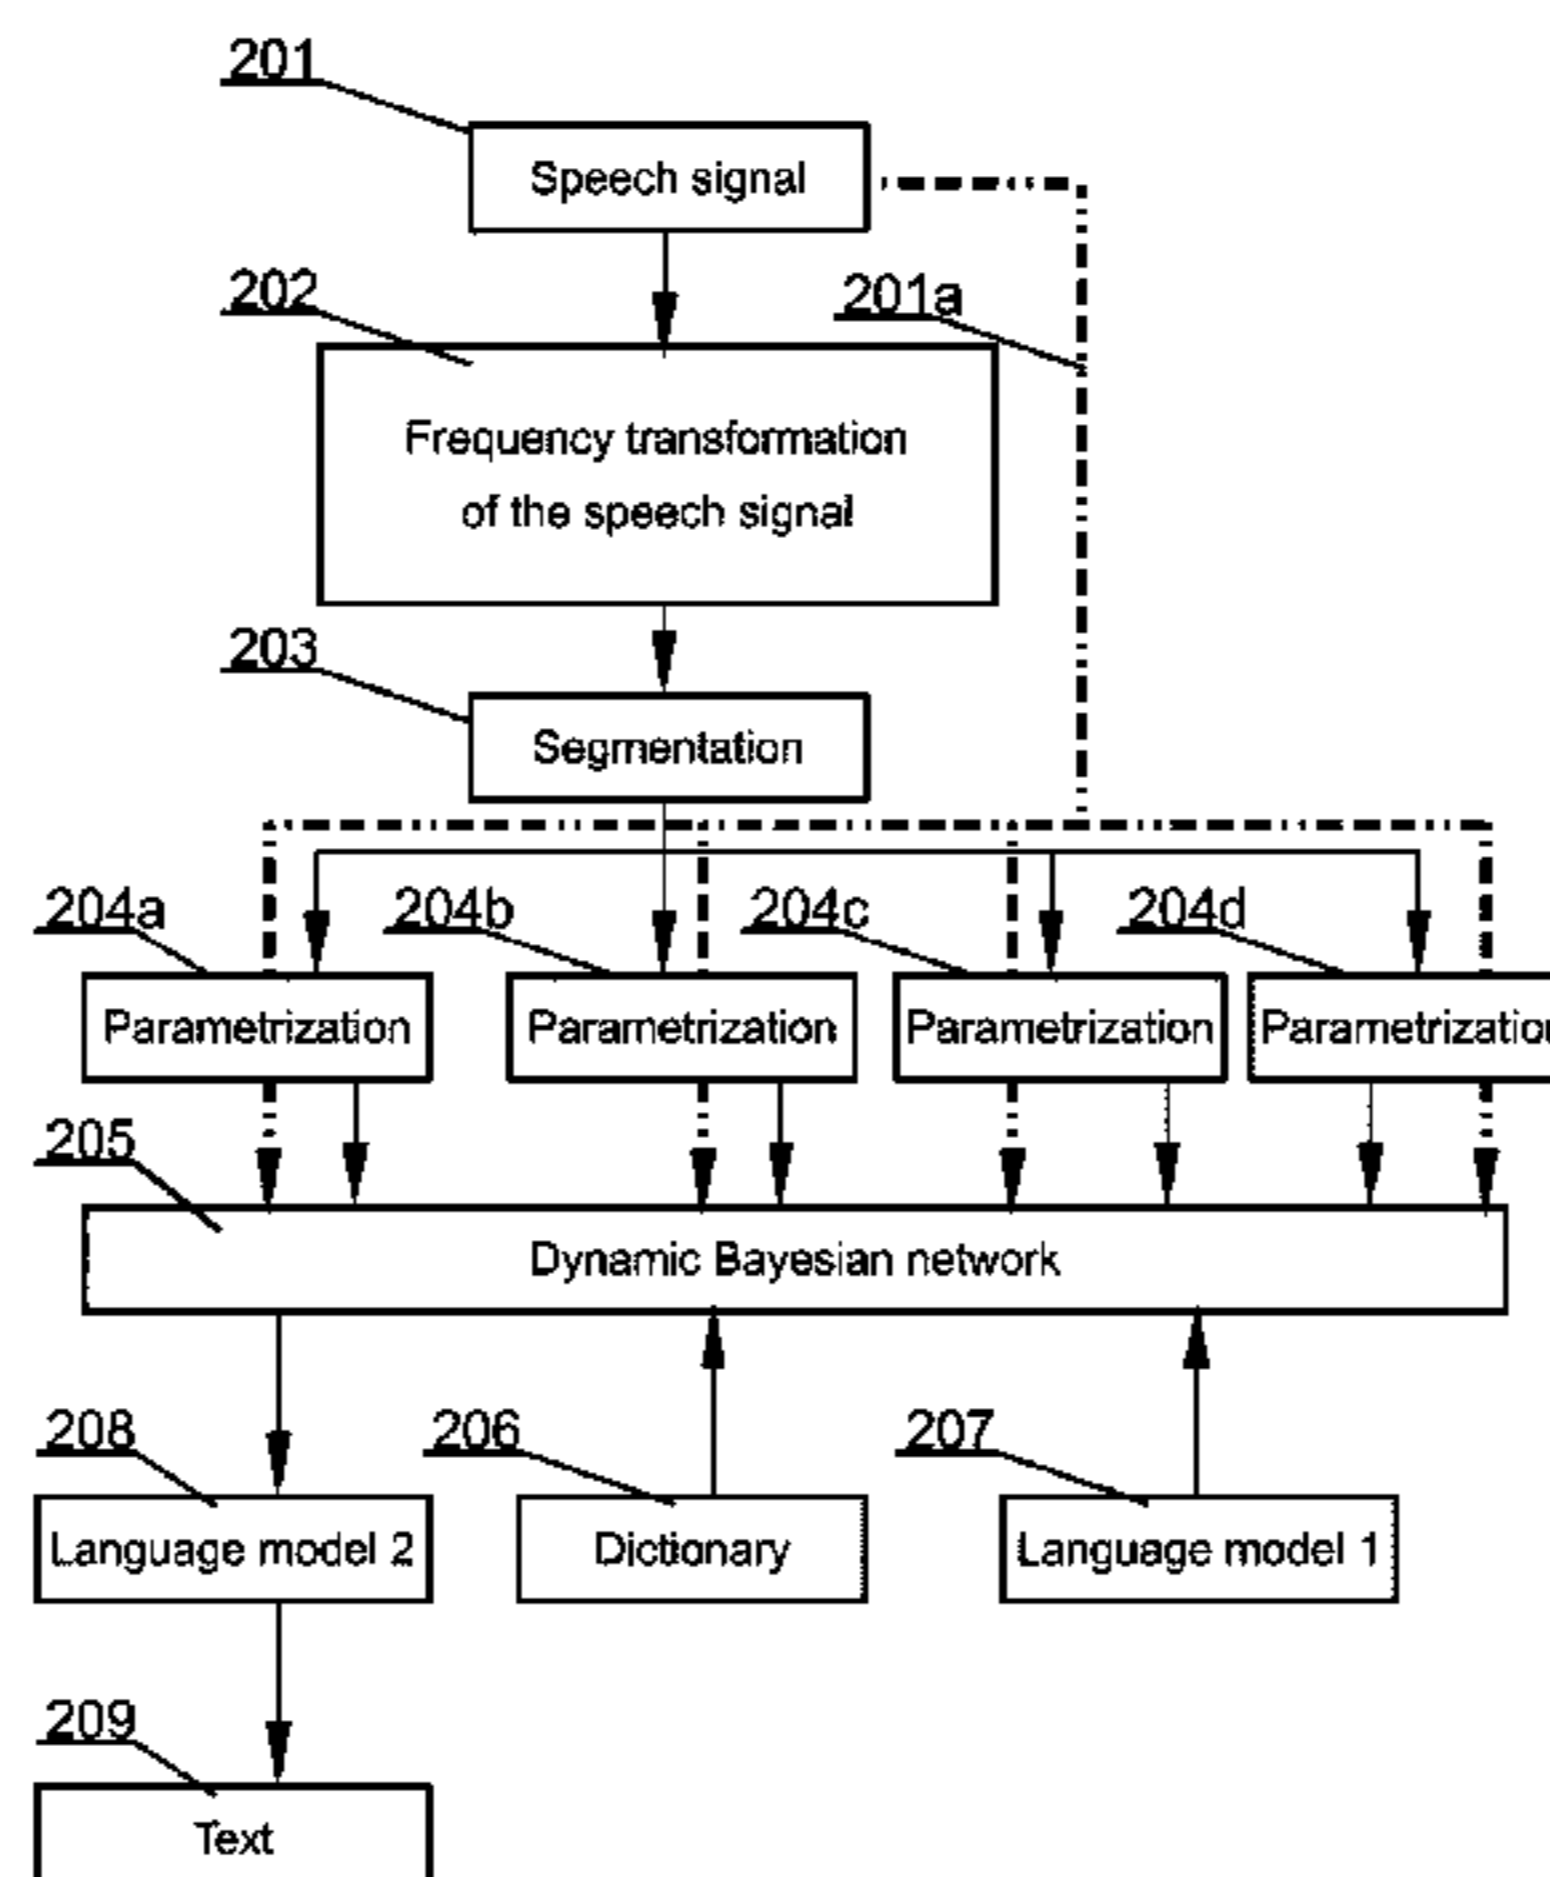 201
Speech signal
202
201a
Frequency transformation
of the speech signal
203
Segmentation
204a
204b
204c
204d
Parametrization
Parametrization
Parametrization
Parametrization
205
Dynamic Bayesian network
208
206
207
Language model 2
Dictionary
Language model 1
209
Text